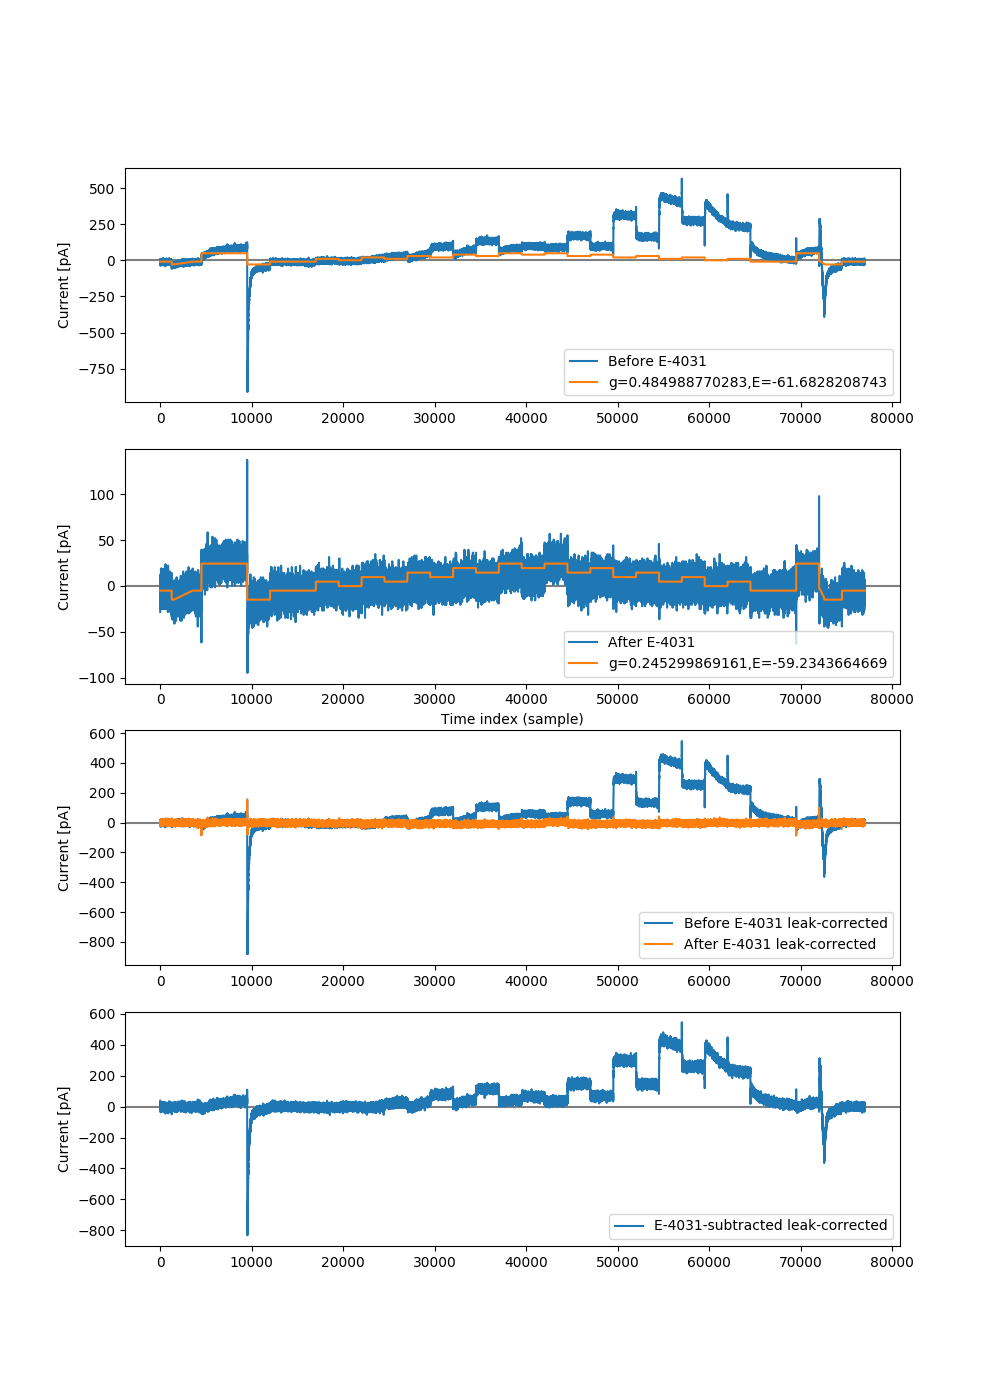 500
250
0
−250
−500
−750
Current [pA]
Before E-4031
g=0.484988770283,E=-61.6828208743
0 10000 20000 30000 40000 50000 60000 70000 80000
100
50
0
−50
−100
Current [pA]
After E-4031
g=0.245299869161,E=-59.2343664669
0 10000 20000 30000 40000 50000 60000 70000 80000
Time index (sample)
600
400
200
0
−200
−400
−600
−800
Current [pA]
Before E-4031 leak-corrected
After E-4031 leak-corrected
0 10000 20000 30000 40000 50000 60000 70000 80000
600
400
200
0
−200
−400
−600
−800
Current [pA]
E-4031-subtracted leak-corrected
0 10000 20000 30000 40000 50000 60000 70000 80000